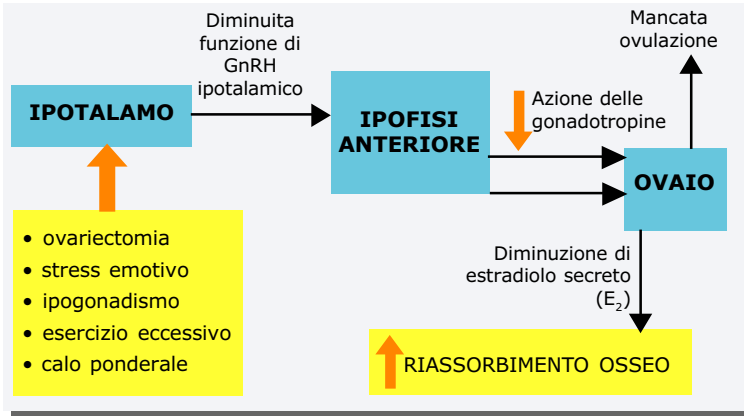 Diminuita
funzione di
GnRH
ipotalamico
Mancata
ovulazione
IPOTALAMO
IPOFISI
ANTERIORE
Azione delle
gonadotropine
OVAIO
• ovariectomia
• stress emotivo
• ipogonadismo
• esercizio eccessivo
• calo ponderale
Diminuzione di
estradiolo secreto
(E₂)
RIASSORBIMENTO OSSEO